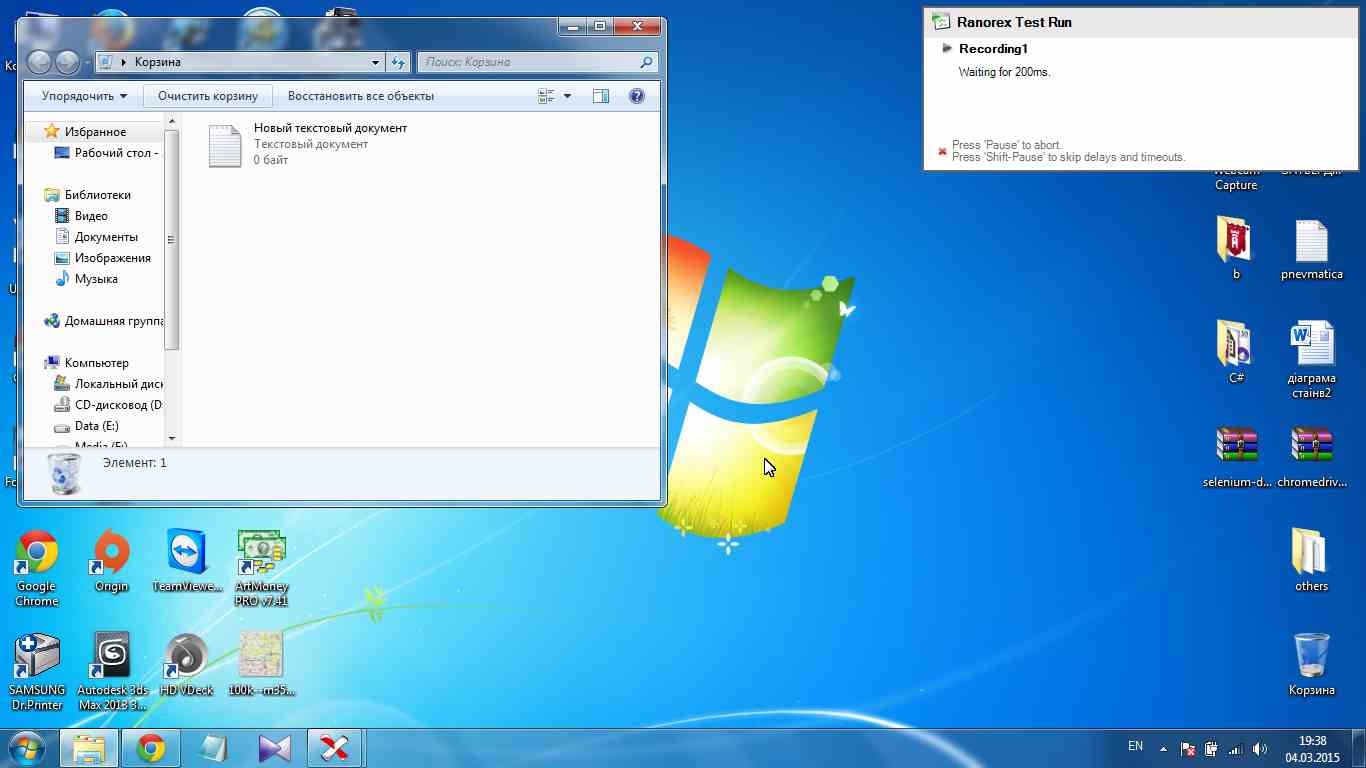 Корзина
Поиск: Корзина
Упорядочить
Очистить корзину
Восстановить все объекты
Избранное
Рабочий стол -
Библиотеки
Видео
Документы
Изображения
Музыка
Домашняя группа
Компьютер
Локальный диск
CD-дисковод (D:
Data (E:)
Media (F:)
Новый текстовый документ
Текстовый документ
0 байт
Элемент: 1
Ranorex Test Run
Recording1
Waiting for 200ms.
Press 'Pause' to abort.
Press 'Shift-Pause' to skip delays and timeouts.
Webcam
Capture
b
pnevmatica
C#
діаграма
станів2
selenium-d...
chromedriv...
others
Корзина
Google
Chrome
Origin
TeamViewe...
ArtMoney
PRO v7.41
SAMSUNG
Dr.Printer
Autodesk 3ds
Max 2013 3...
HD VDeck
100k--m35...
EN
19:38
04.03.2015